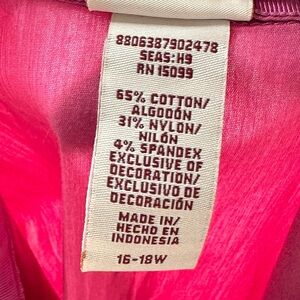 8806387902478
SEAS:H9
RN 15099
65% COTTON/
ALGODÓN
31% NYLON/
NILÓN
4% SPANDEX
EXCLUSIVE OF
DECORATION/
EXCLUSIVO DE
DECORACIÓN
MADE IN/
HECHO EN
INDONESIA
16-18W